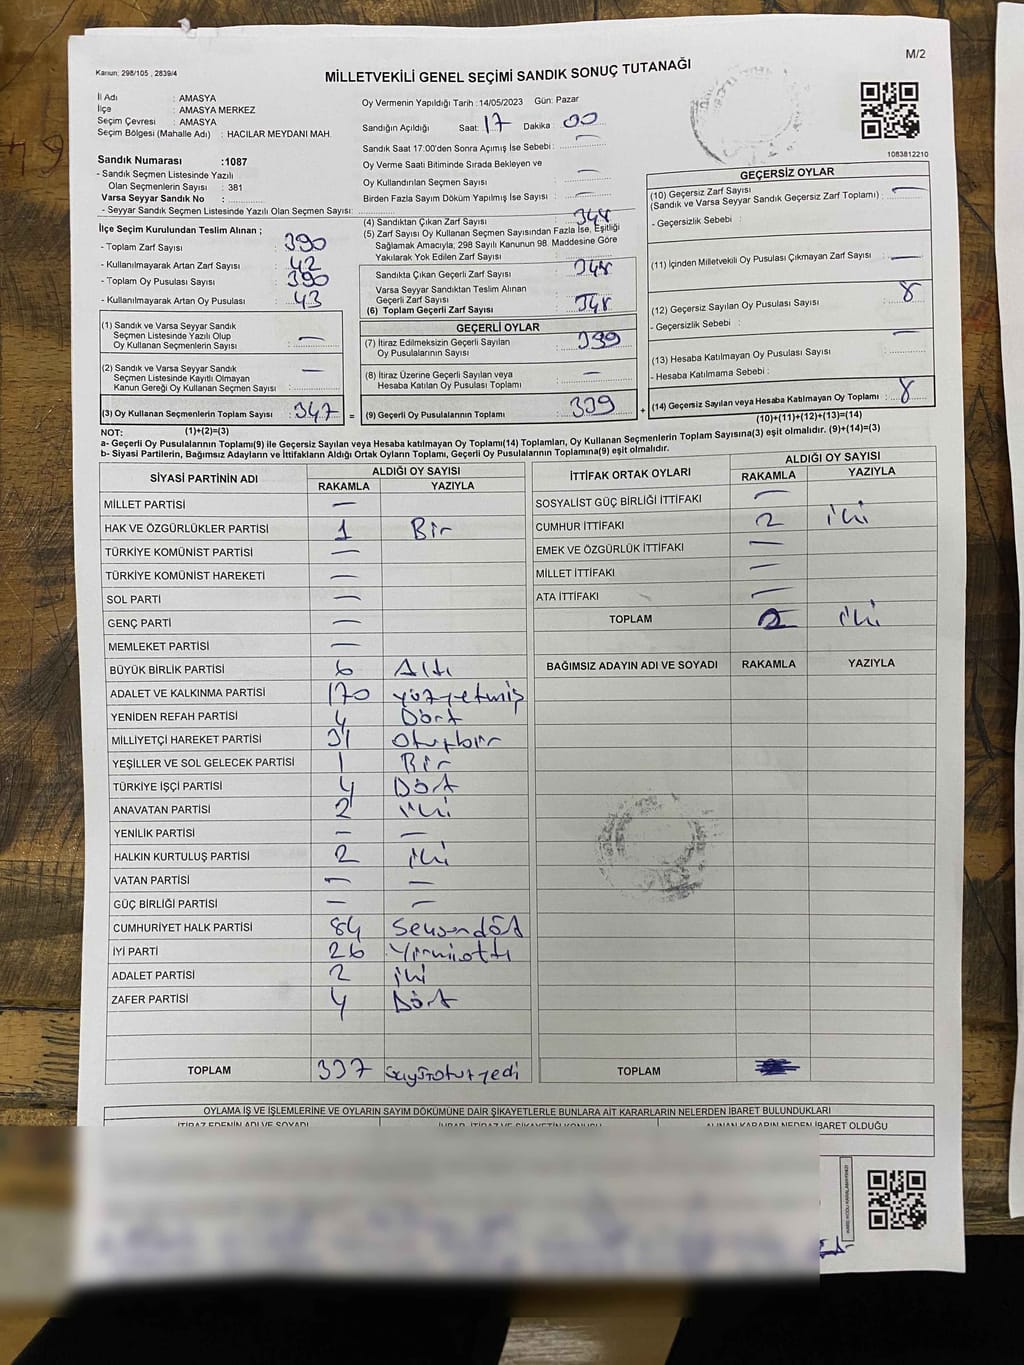 M/2
Kanun: 298/105 , 2839/4
MİLLETVEKİLİ GENEL SEÇİMİ SANDIK SONUÇ TUTANAĞI
İl Adı : AMASYA
İlçe : AMASYA MERKEZ
Seçim Çevresi : AMASYA
Seçim Bölgesi (Mahalle Adı) : HACILAR MEYDANI MAH.
Sandık Numarası :1087
- Sandık Seçmen Listesinde Yazılı
Olan Seçmenlerin Sayısı : 381
Varsa Seyyar Sandık No :
- Seyyar Sandık Seçmen Listesinde Yazılı Olan Seçmen Sayısı:
Oy Vermenin Yapıldığı Tarih :14/05/2023 Gün: Pazar
Sandığın Açıldığı Saat: 17 Dakika : 00
Sandık Saat 17.00'den Sonra Açımış İse Sebebi : —
Oy Verme Saati Bitiminde Sırada Bekleyen ve
Oy Kullandırılan Seçmen Sayısı : —
Birden Fazla Sayım Döküm Yapılmış İse Sayısı : —
1083812210
İlçe Seçim Kurulundan Teslim Alınan ;
- Toplam Zarf Sayısı : 390
- Kullanılmayarak Artan Zarf Sayısı : 42
- Toplam Oy Pusulası Sayısı : 390
- Kullanılmayarak Artan Oy Pusulası : 43
(1) Sandık ve Varsa Seyyar Sandık
Seçmen Listesinde Yazılı Olup
Oy Kullanan Seçmenlerin Sayısı : —
(2) Sandık ve Varsa Seyyar Sandık
Seçmen Listesinde Kayıtlı Olmayan
Kanun Gereği Oy Kullanan Seçmen Sayısı : —
(3) Oy Kullanan Seçmenlerin Toplam Sayısı : 347 =
(1)+(2)=(3)
(4) Sandıktan Çıkan Zarf Sayısı : 348
(5) Zarf Sayısı Oy Kullanan Seçmen Sayısından Fazla İse, Eşitliği
Sağlamak Amacıyla; 298 Sayılı Kanunun 98. Maddesine Göre
Yakılarak Yok Edilen Zarf Sayısı :
Sandıkta Çıkan Geçerli Zarf Sayısı : 348
Varsa Seyyar Sandıktan Teslim Alınan
Geçerli Zarf Sayısı :
(6) Toplam Geçerli Zarf Sayısı : 348
GEÇERLİ OYLAR
(7) İtiraz Edilmeksizin Geçerli Sayılan
Oy Pusulalarının Sayısı : 339
(8) İtiraz Üzerine Geçerli Sayılan veya
Hesaba Katılan Oy Pusulası Toplamı : —
(9) Geçerli Oy Pusulalarının Toplamı : 339 +
GEÇERSİZ OYLAR
(10) Geçersiz Zarf Sayısı
(Sandık ve Varsa Seyyar Sandık Geçersiz Zarf Toplamı) : —
- Geçersizlik Sebebi :
(11) İçinden Milletvekili Oy Pusulası Çıkmayan Zarf Sayısı : —
(12) Geçersiz Sayılan Oy Pusulası Sayısı : 8
- Geçersizlik Sebebi :
(13) Hesaba Katılmayan Oy Pusulası Sayısı : —
- Hesaba Katılmama Sebebi :
(14) Geçersiz Sayılan veya Hesaba Katılmayan Oy Toplamı : 8
(10)+(11)+(12)+(13)=(14)
NOT:
a- Geçerli Oy Pusulalarının Toplamı(9) ile Geçersiz Sayılan veya Hesaba katılmayan Oy Toplamı(14) Toplamları, Oy Kullanan Seçmenlerin Toplam Sayısına(3) eşit olmalıdır. (9)+(14)=(3)
b- Siyasi Partilerin, Bağımsız Adayların ve İttifakların Aldığı Ortak Oyların Toplamı, Geçerli Oy Pusulalarının Toplamına(9) eşit olmalıdır.
SİYASİ PARTİNİN ADI ALDIĞI OY SAYISI
RAKAMLA YAZIYLA
MİLLET PARTİSİ —
HAK VE ÖZGÜRLÜKLER PARTİSİ 1 Bir
TÜRKİYE KOMÜNİST PARTİSİ —
TÜRKİYE KOMÜNİST HAREKETİ —
SOL PARTİ —
GENÇ PARTİ —
MEMLEKET PARTİSİ —
BÜYÜK BİRLİK PARTİSİ 6 Altı
ADALET VE KALKINMA PARTİSİ 170 yüzyetmiş
YENİDEN REFAH PARTİSİ 4 Dört
MİLLİYETÇİ HAREKET PARTİSİ 31 Otuzbir
YEŞİLLER VE SOL GELECEK PARTİSİ 1 Bir
TÜRKİYE İŞÇİ PARTİSİ 4 Dört
ANAVATAN PARTİSİ 2 iki
YENİLİK PARTİSİ — —
HALKIN KURTULUŞ PARTİSİ 2 iki
VATAN PARTİSİ — —
GÜÇ BİRLİĞİ PARTİSİ — —
CUMHURİYET HALK PARTİSİ 84 Seksendört
İYİ PARTİ 26 Yirmialtı
ADALET PARTİSİ 2 iki
ZAFER PARTİSİ 4 Dört
TOPLAM 337 üçyüzotuzyedi
İTTİFAK ORTAK OYLARI ALDIĞI OY SAYISI
RAKAMLA YAZIYLA
SOSYALİST GÜÇ BİRLİĞİ İTTİFAKI —
CUMHUR İTTİFAKI 2 iki
EMEK VE ÖZGÜRLÜK İTTİFAKI —
MİLLET İTTİFAKI —
ATA İTTİFAKI —
TOPLAM 2 iki
BAĞIMSIZ ADAYIN ADI VE SOYADI RAKAMLA YAZIYLA
TOPLAM
OYLAMA İŞ VE İŞLEMLERİNE VE OYLARIN SAYIM DÖKÜMÜNE DAİR ŞİKAYETLERLE BUNLARA AİT KARARLARIN NELERDEN İBARET BULUNDUKLARI
İTİRAZ EDENİN ADI VE SOYADI İHBAR, İTİRAZ VE ŞİKAYETİN KONUSU ALINAN KARARIN NEDEN İBARET OLDUĞU